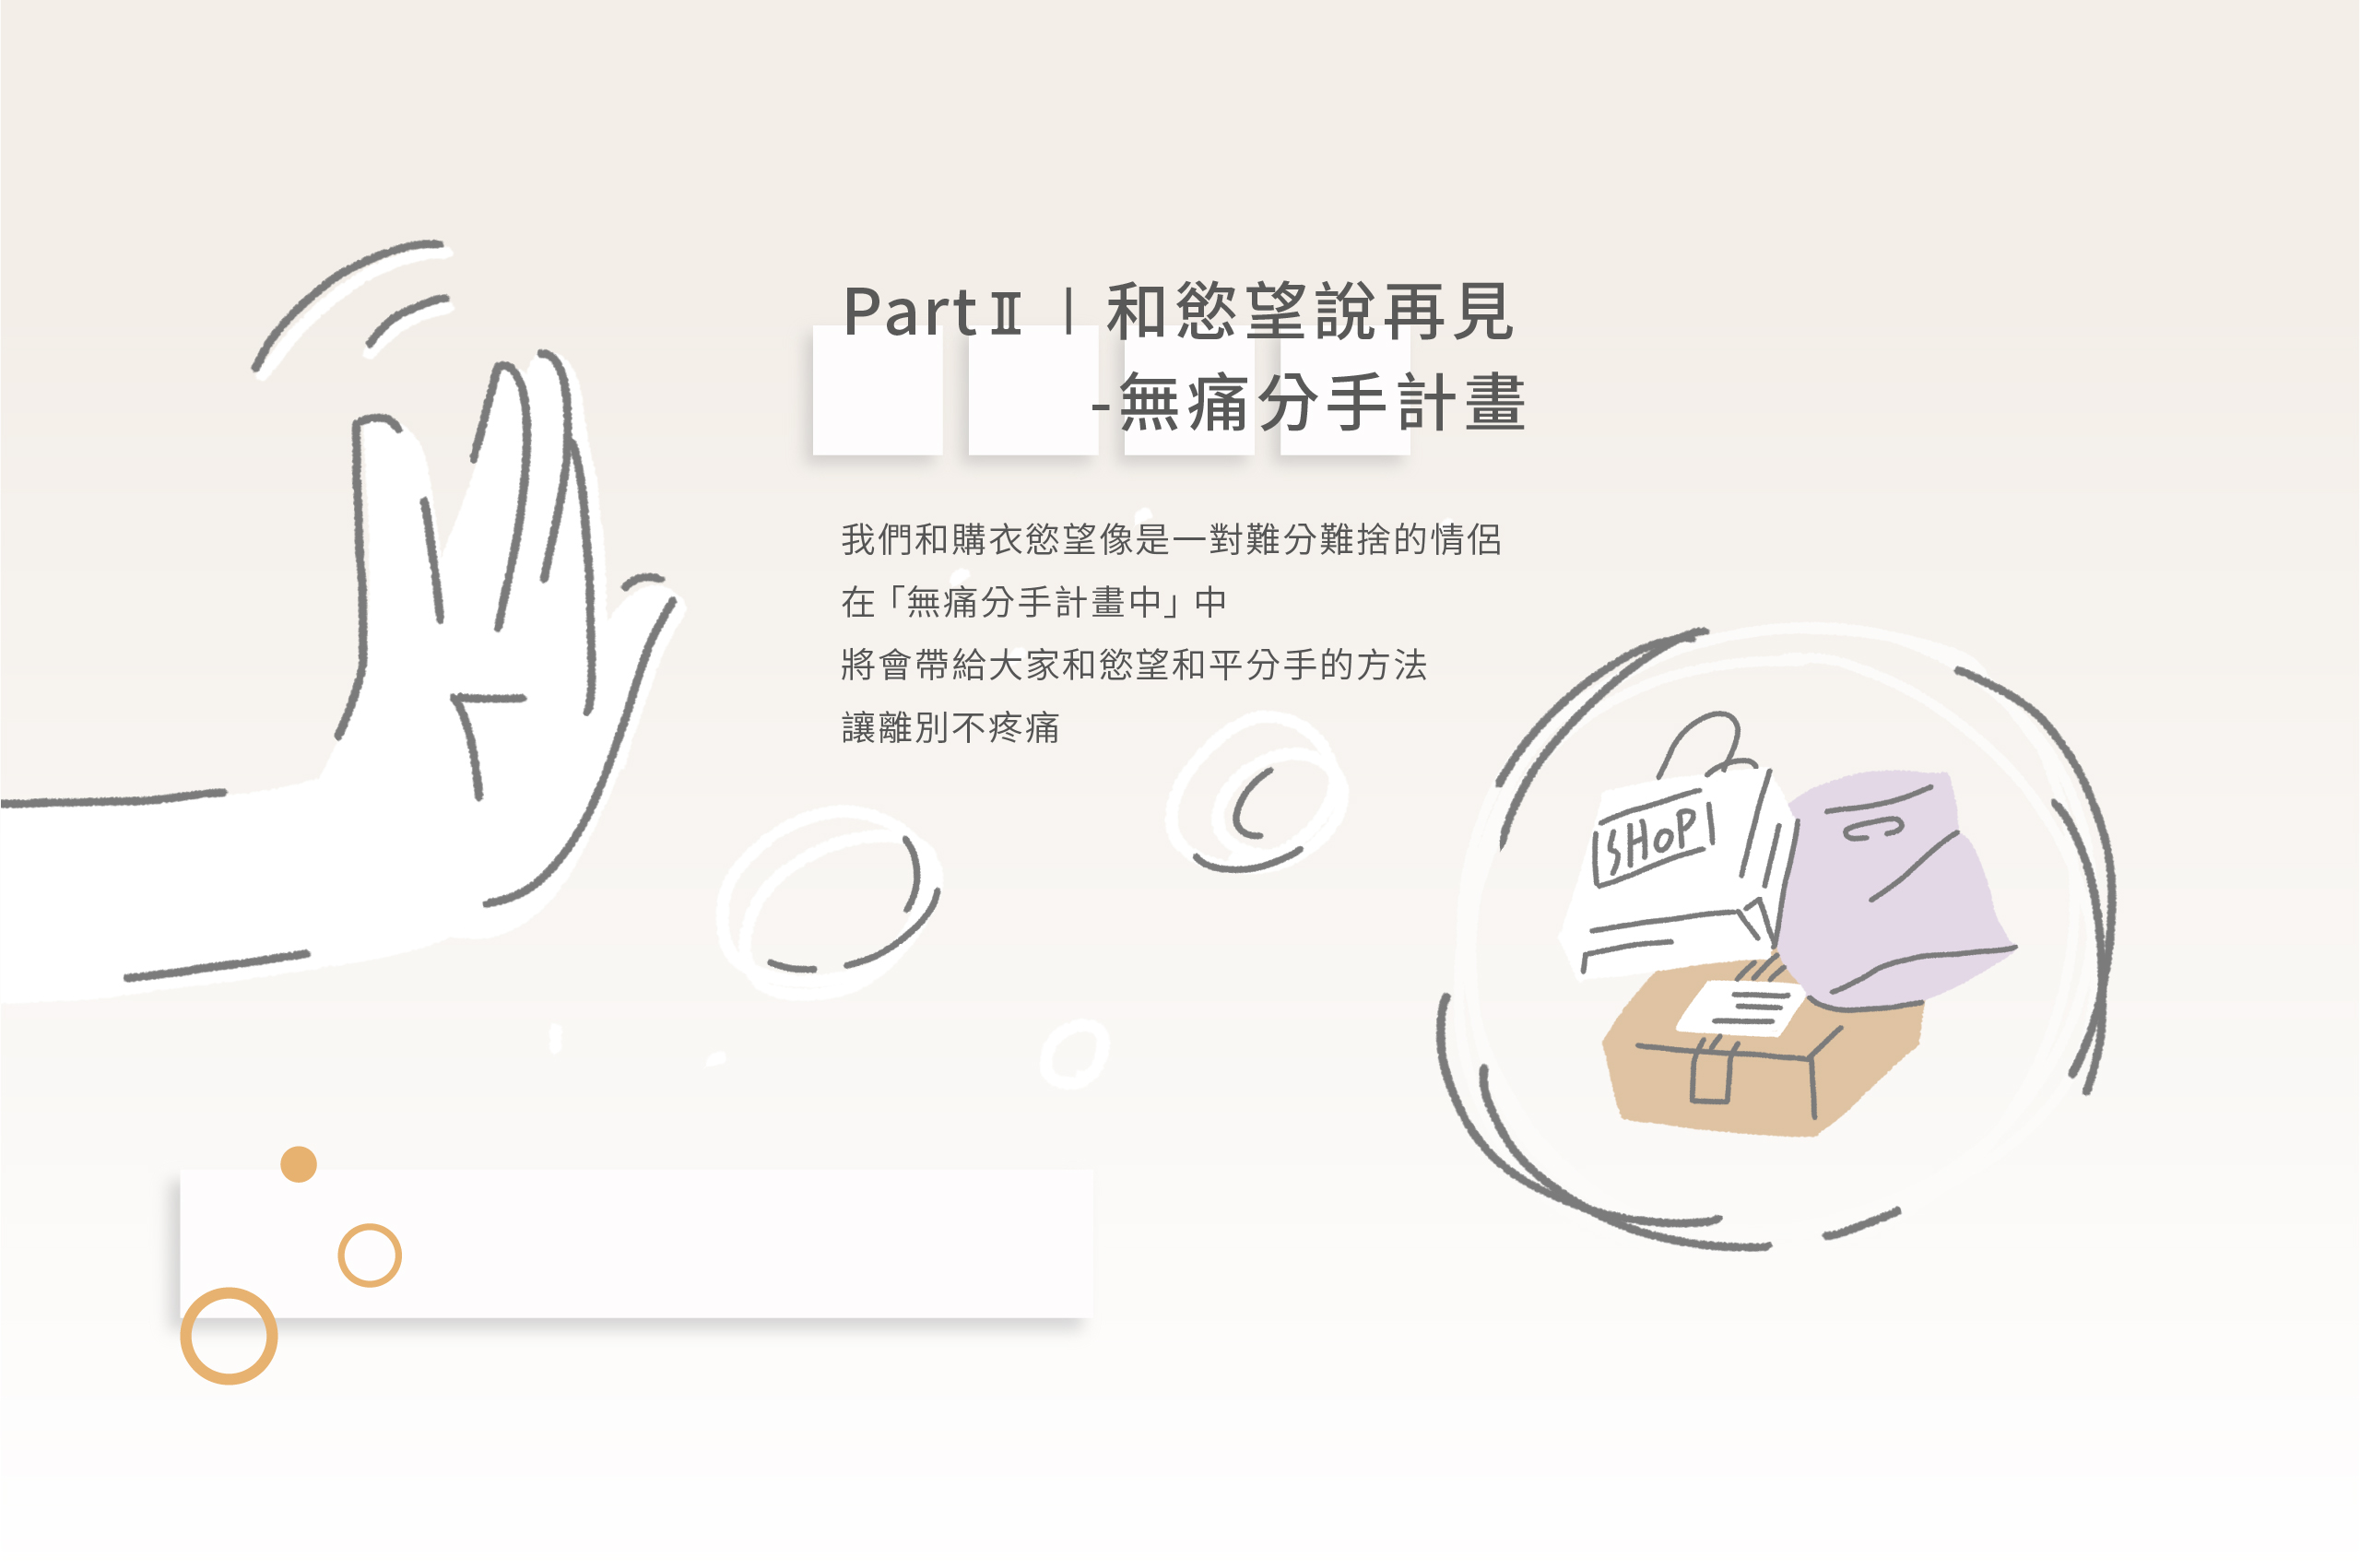 PartⅡ | 和慾望說再見
-無痛分手計畫
我們和購衣慾望像是一對難分難捨的情侶
在「無痛分手計畫中」中
將會帶給大家和慾望和平分手的方法
讓離別不疼痛
SHOP